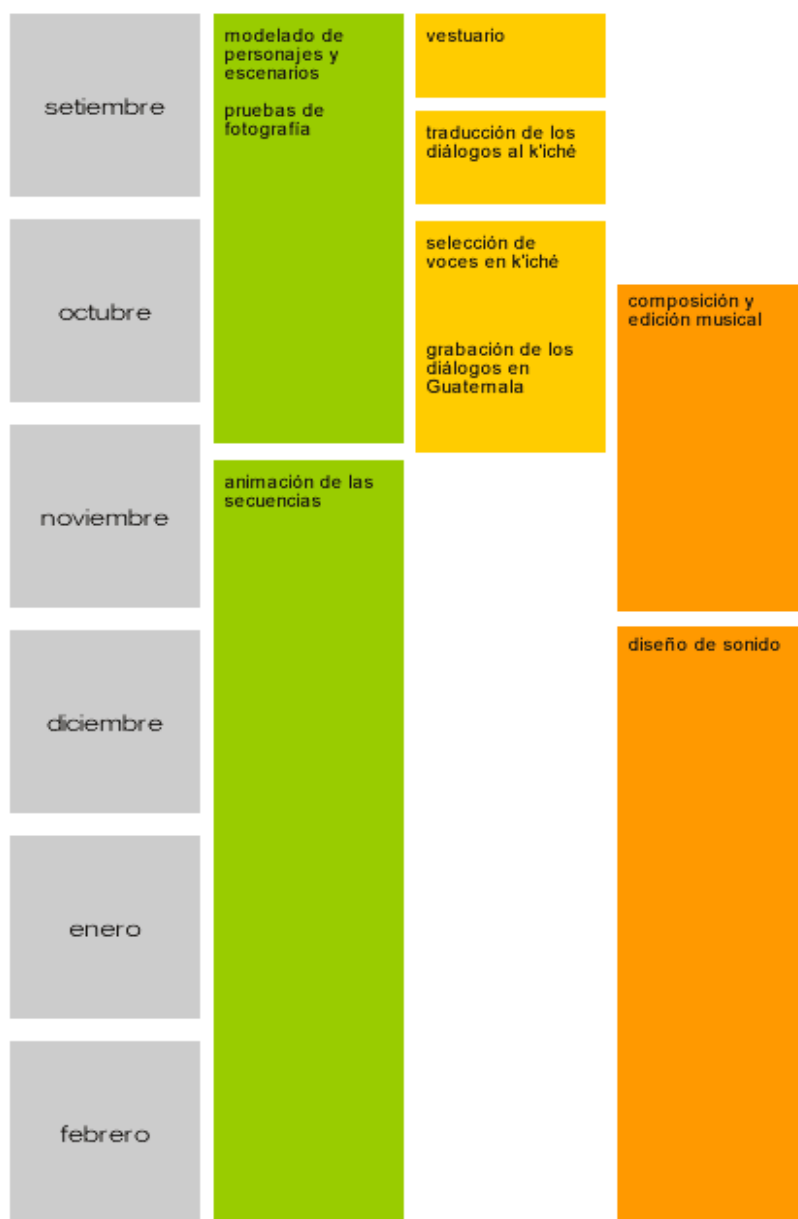 setiembre
modelado de
personajes y
escenarios
pruebas de
fotografía
vestuario
traducción de los
diálogos al k'iché
octubre
selección de
voces en k'iché
grabación de los
diálogos en
Guatemala
composición y
edición musical
noviembre
animación de las
secuencias
diciembre
diseño de sonido
enero
febrero